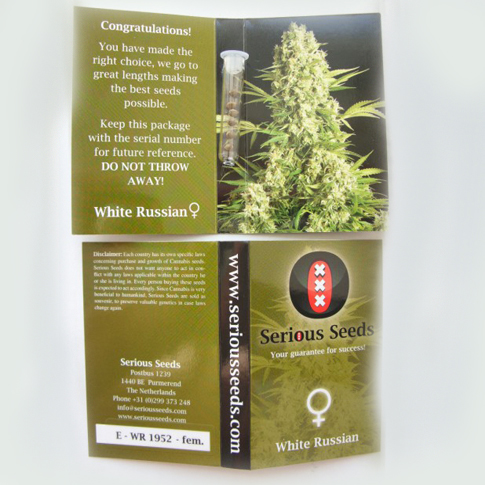 Congratulations!
You have made the
right choice, we go to
great lengths making
the best seeds
possible.
Keep this package
with the serial number
for future reference.
DO NOT THROW
AWAY!
White Russian♀
Disclaimer: Each country has its own specific laws
concerning purchase and growth of Cannabis seeds.
Serious Seeds does not want anyone to act in con-
flict with any laws applicable within the country he
or she is living in. Every person buying these seeds
is expected to act accordingly. Since Cannabis is very
beneficial to humankind, Serious Seeds are sold as
souvenir, to preserve valuable genetics in case laws
change again.
Serious Seeds
Postbus 1239
1440 BE Purmerend
The Netherlands
Phone +31 (0)299 373 248
info@seriousseeds.com
www.seriousseeds.com
E - WR 1952 - fem.
www.seriousseeds.com
Serious Seeds
Your guarantee for success!
♀
White Russian